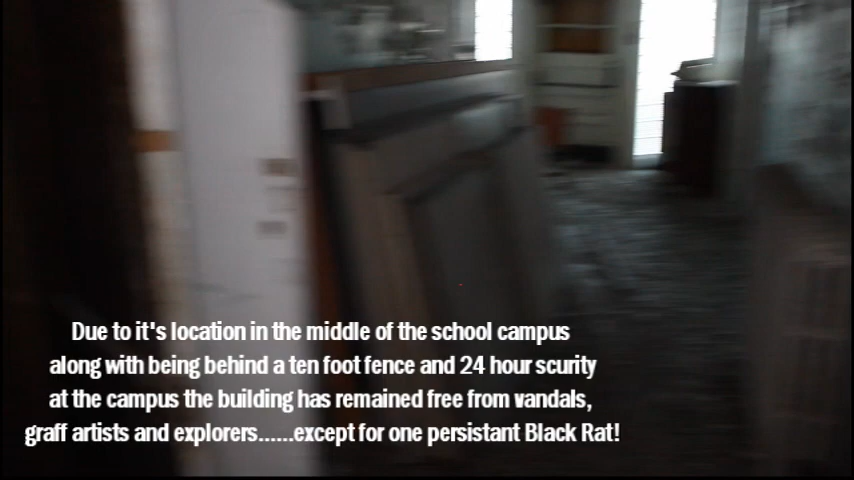 Due to it's location in the middle of the school campus
along with being behind a ten foot fence and 24 hour scurity
at the campus the building has remained free from vandals,
graff artists and explorers......except for one persistant Black Rat!